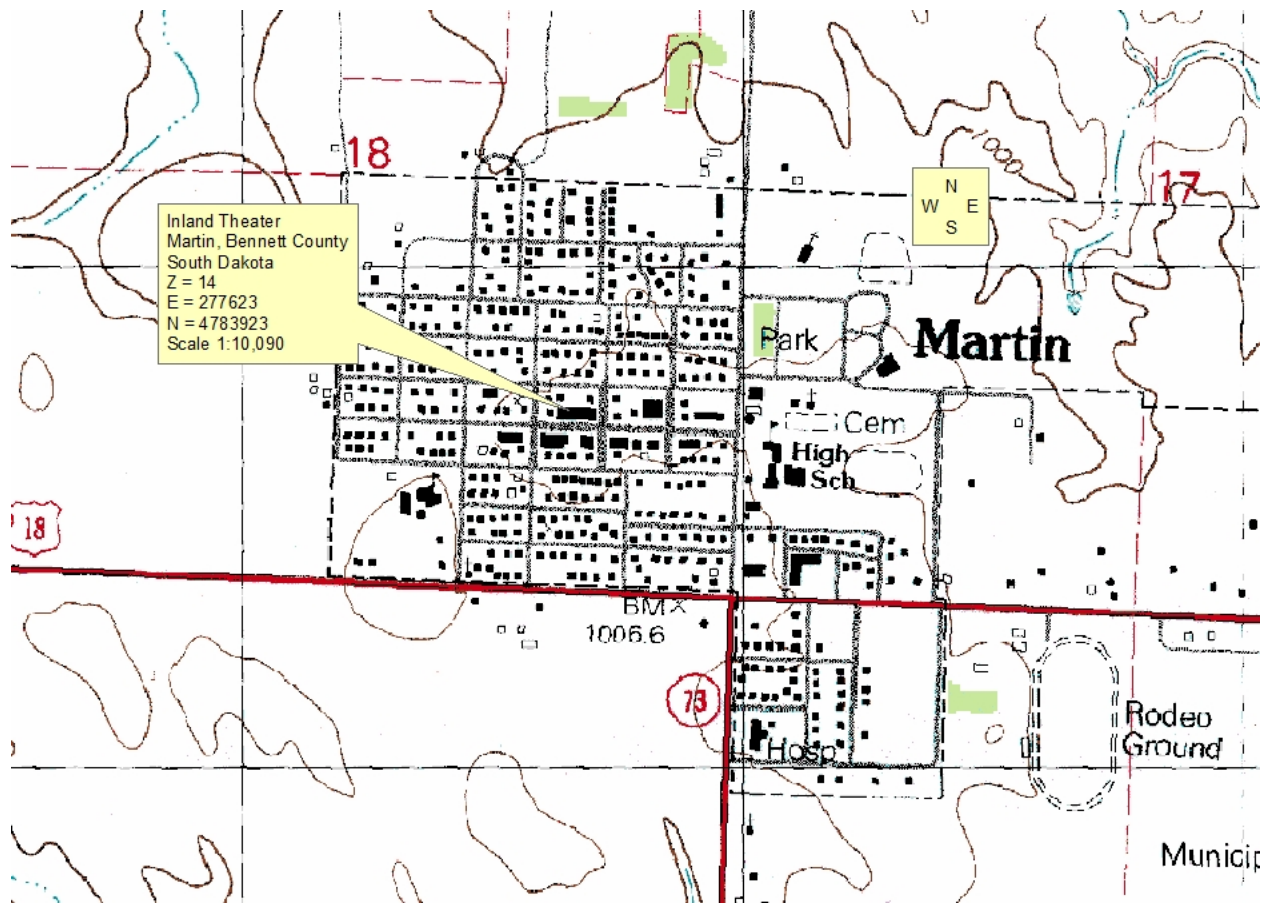 18
N
W E
S
17
1000
Inland Theater
Martin, Bennett County
South Dakota
Z = 14
E = 277623
N = 4783923
Scale 1:10,090
Park
Martin
Cem
High
Sch
18
BM
1006.6
73
Hosp
Rodeo
Ground
Municip